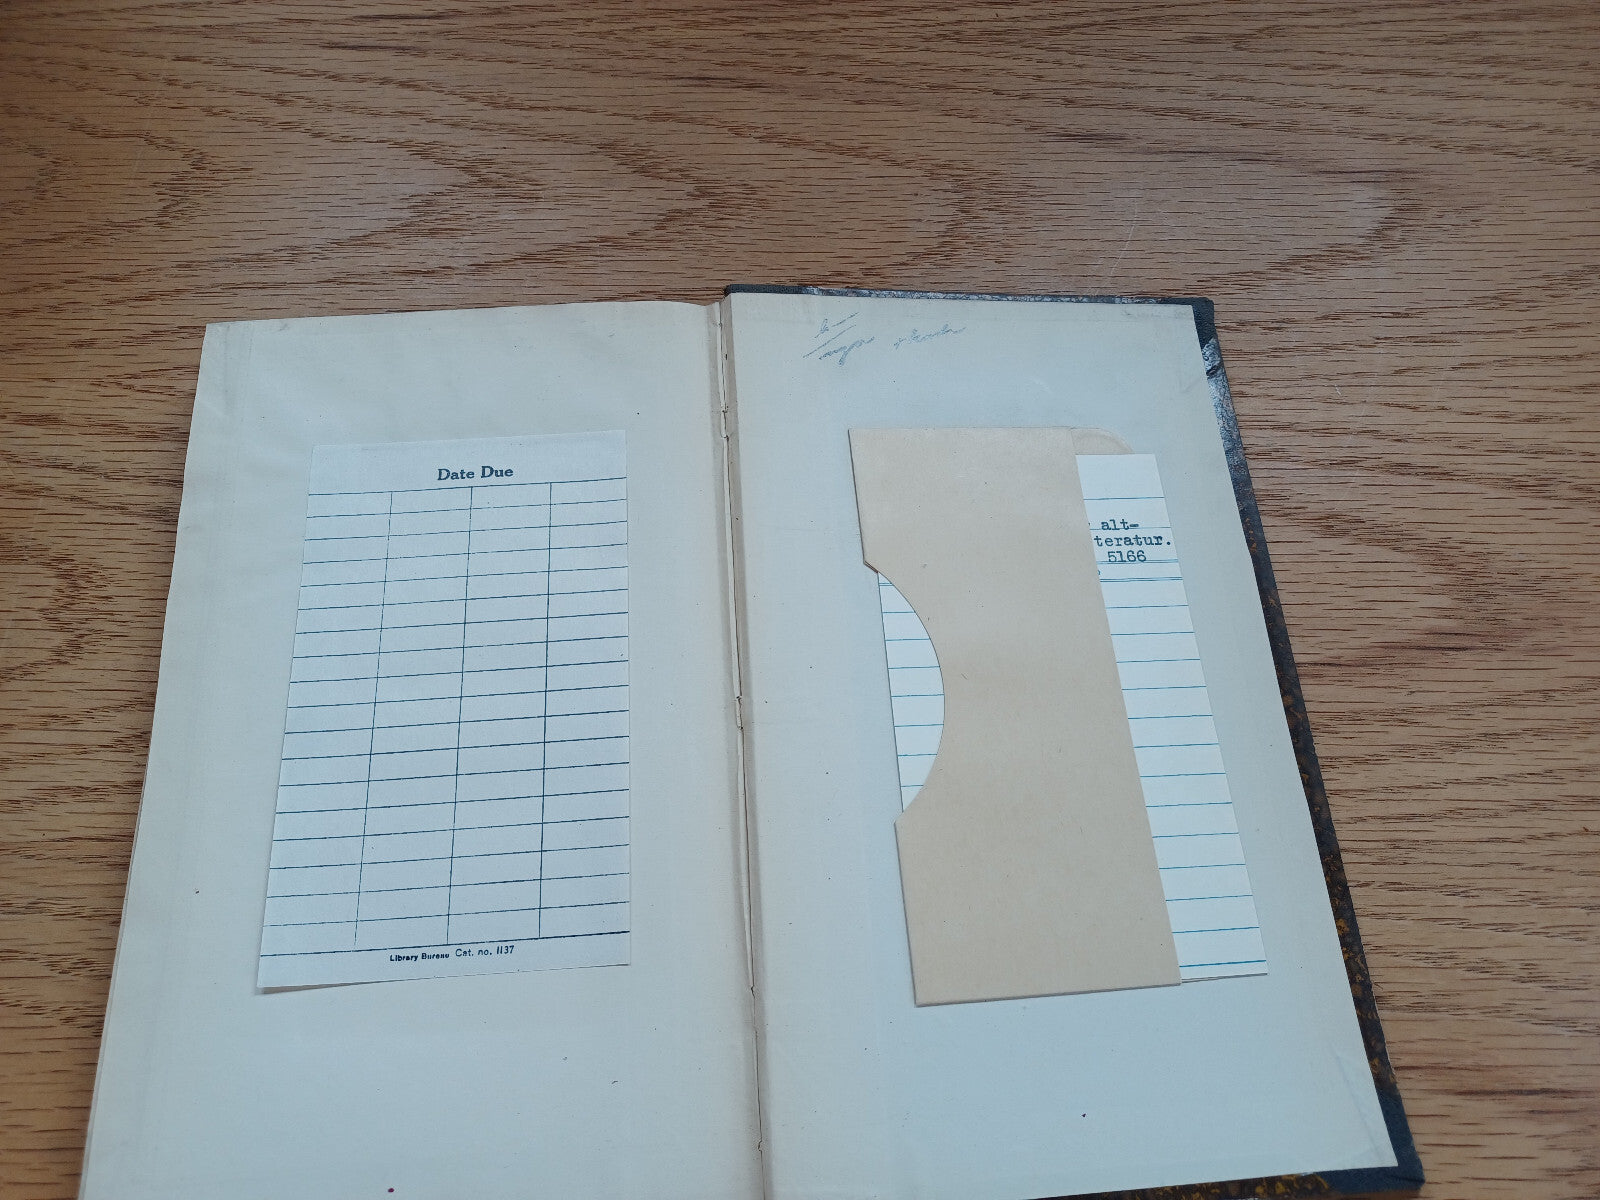 Date Due
Library Bureau Cat. no. 1137
alt-
teratur.
5166